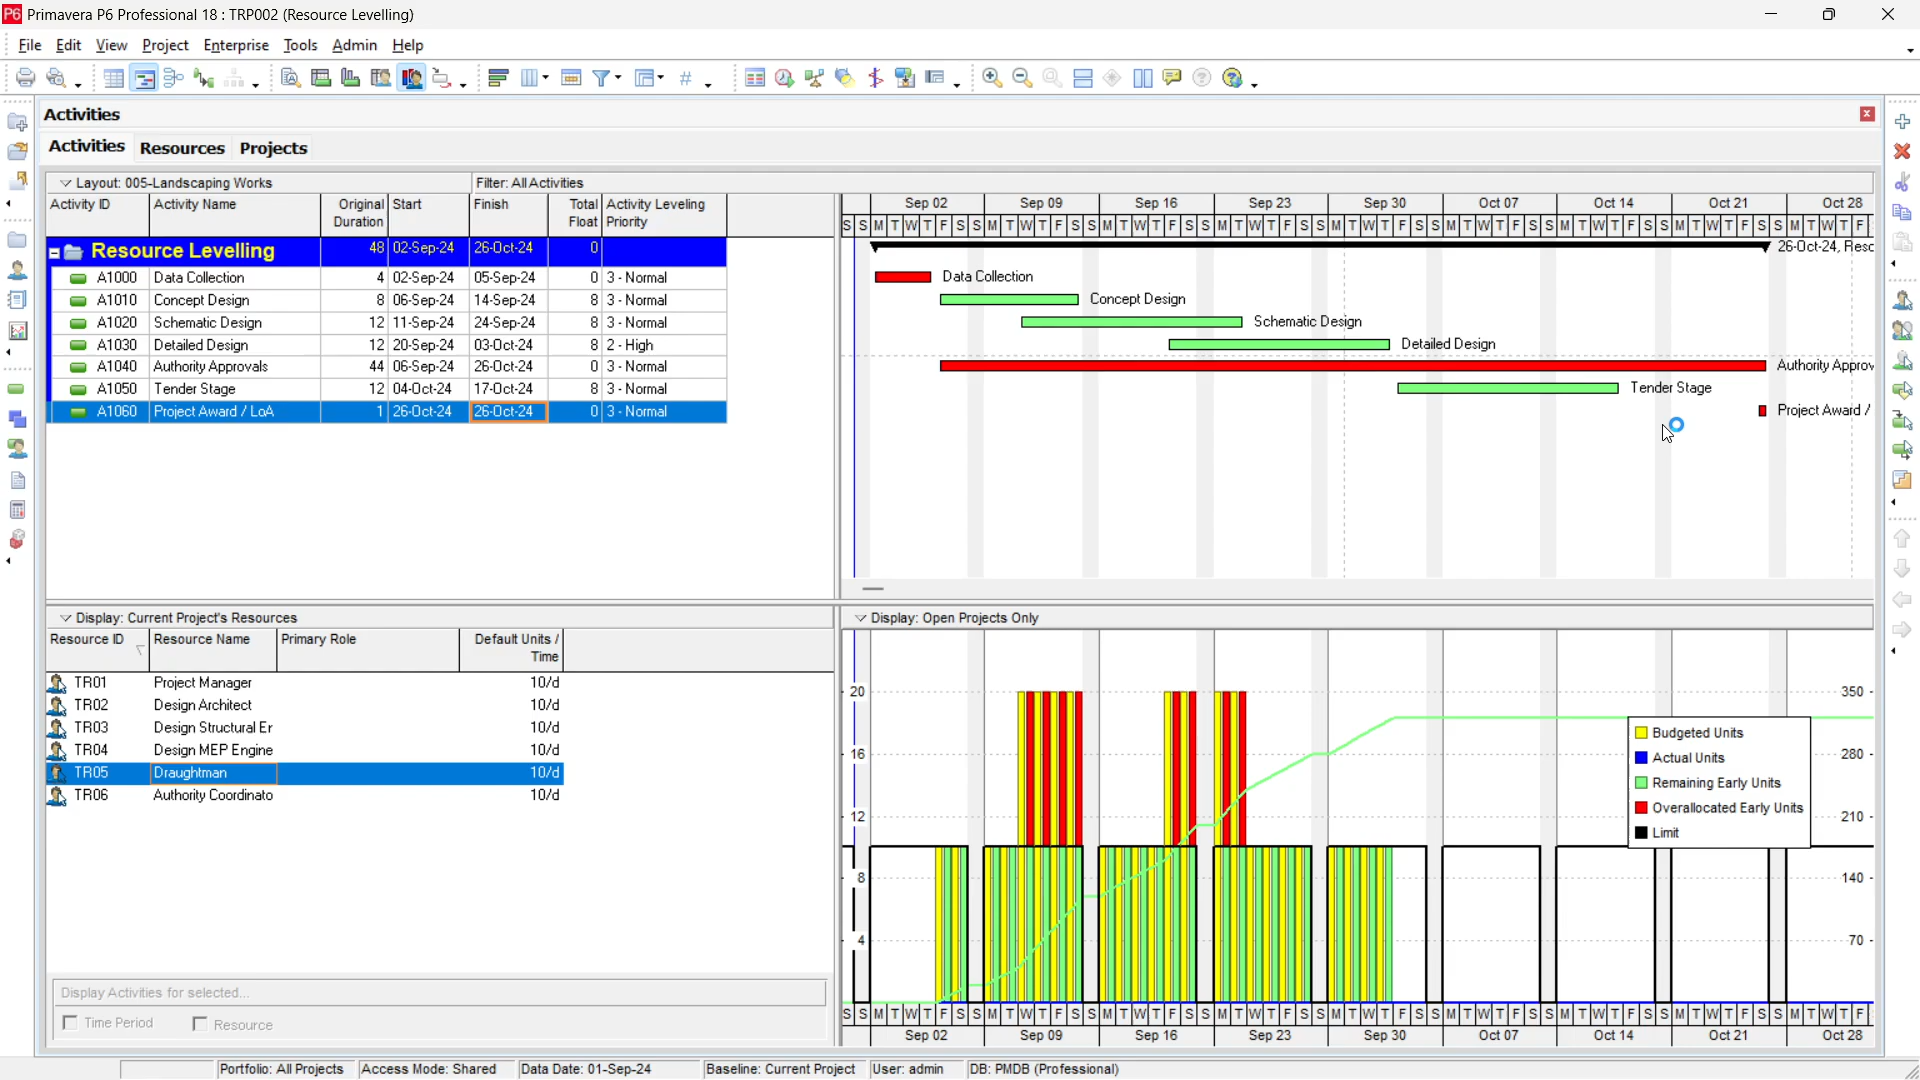 P6 Primavera P6 Professional 18 : TRP002 (Resource Levelling)
File Edit View Project Enterprise Tools Admin Help
Activities
Activities Resources Projects
Layout: 005-Landscaping Works Filter: All Activities
Activity ID Activity Name Original Duration Start Finish Total Float Activity Leveling Priority
Sep 02 Sep 09 Sep 16 Sep 23 Sep 30 Oct 07 Oct 14 Oct 21 Oct 28
S S M T W T F S S M T W T F S S M T W T F S S M T W T F S S M T W T F S S M T W T F S S M T W T F S S M T W T F S S M T W T F
Resource Levelling 48 02-Sep-24 26-Oct-24 0 26-Oct-24, Resc
A1000 Data Collection 4 02-Sep-24 05-Sep-24 0 3 - Normal Data Collection
A1010 Concept Design 8 06-Sep-24 14-Sep-24 8 3 - Normal Concept Design
A1020 Schematic Design 12 11-Sep-24 24-Sep-24 8 3 - Normal Schematic Design
A1030 Detailed Design 12 20-Sep-24 03-Oct-24 8 2 - High Detailed Design
A1040 Authority Approvals 44 06-Sep-24 26-Oct-24 0 3 - Normal Authority Approv
A1050 Tender Stage 12 04-Oct-24 17-Oct-24 8 3 - Normal Tender Stage
A1060 Project Award / LoA 1 26-Oct-24 26-Oct-24 0 3 - Normal Project Award /
Display: Current Project's Resources Display: Open Projects Only
Resource ID Resource Name Primary Role Default Units / Time
TR01 Project Manager 10/d
TR02 Design Architect 10/d
TR03 Design Structural Er 10/d
TR04 Design MEP Engine 10/d
TR05 Draughtman 10/d
TR06 Authority Coordinato 10/d
Display Activities for selected...
Time Period Resource
20 350
16 280
12 210
8 140
4 70
Budgeted Units
Actual Units
Remaining Early Units
Overallocated Early Units
Limit
S S M T W T F S S M T W T F S S M T W T F S S M T W T F S S M T W T F S S M T W T F S S M T W T F S S M T W T F S S M T W T F
Sep 02 Sep 09 Sep 16 Sep 23 Sep 30 Oct 07 Oct 14 Oct 21 Oct 28
Portfolio: All Projects Access Mode: Shared Data Date: 01-Sep-24 Baseline: Current Project User: admin DB: PMDB (Professional)